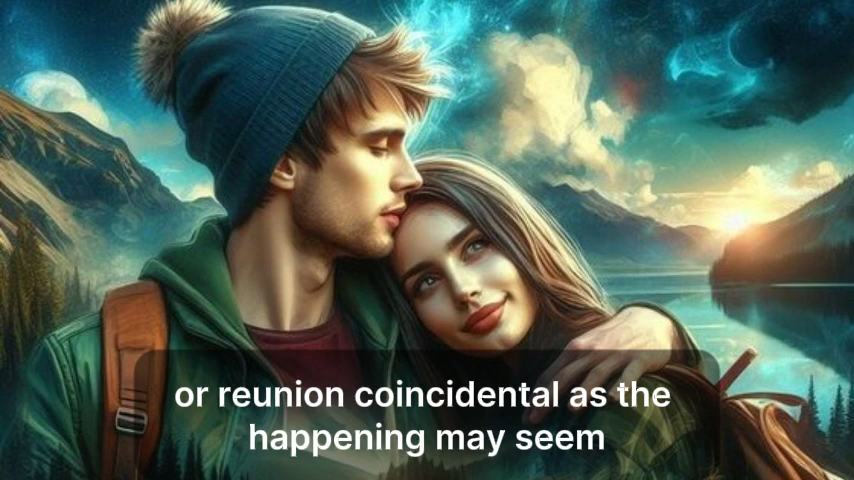 or reunion coincidental as the
happening may seem